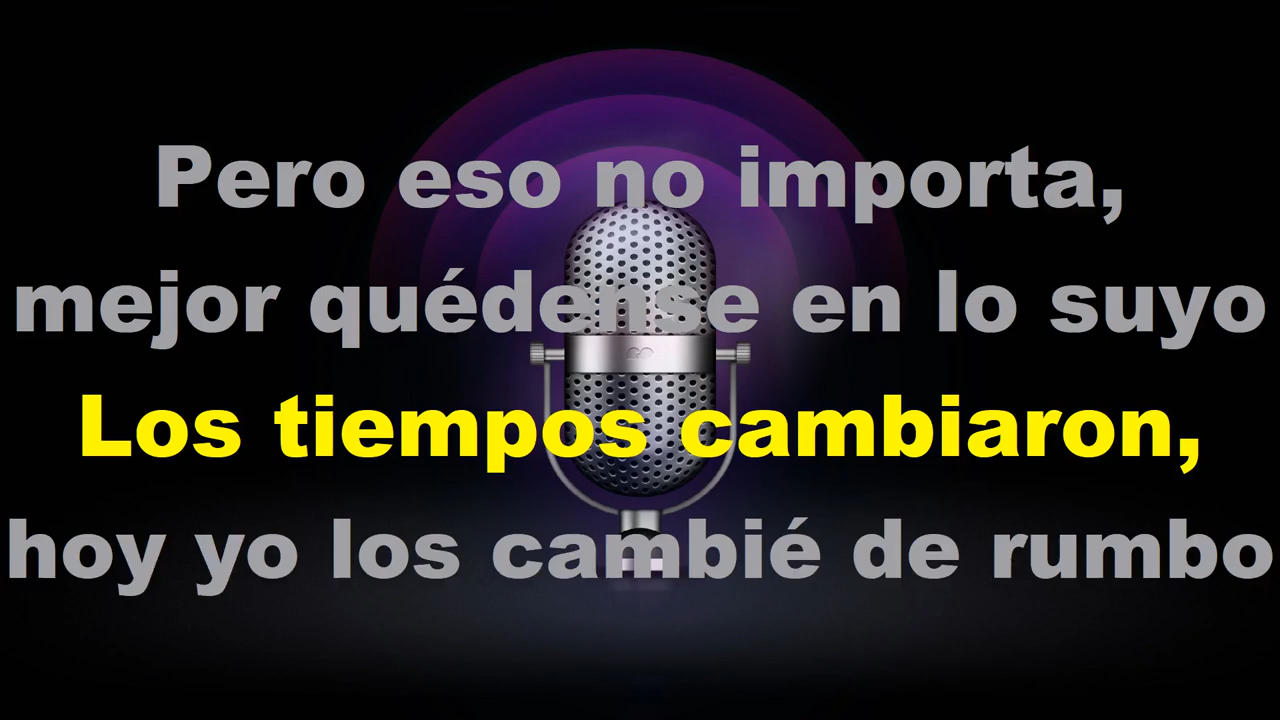 Pero eso no importa,
mejor quédense en lo suyo
Los tiempos cambiaron,
hoy yo los cambié de rumbo